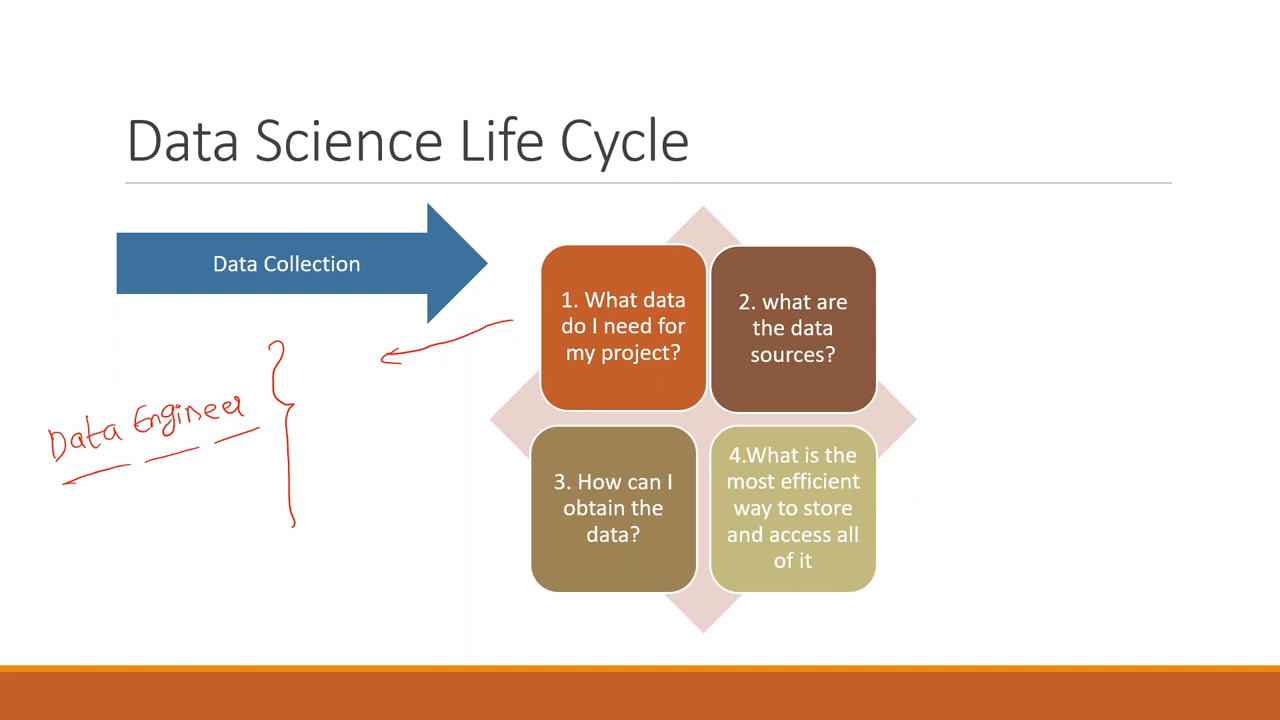 Data Science Life Cycle
Data Collection
1. What data
do I need for
my project?
2. what are
the data
sources?
Data Engineer
3. How can I
obtain the
data?
4.What is the
most efficient
way to store
and access all
of it